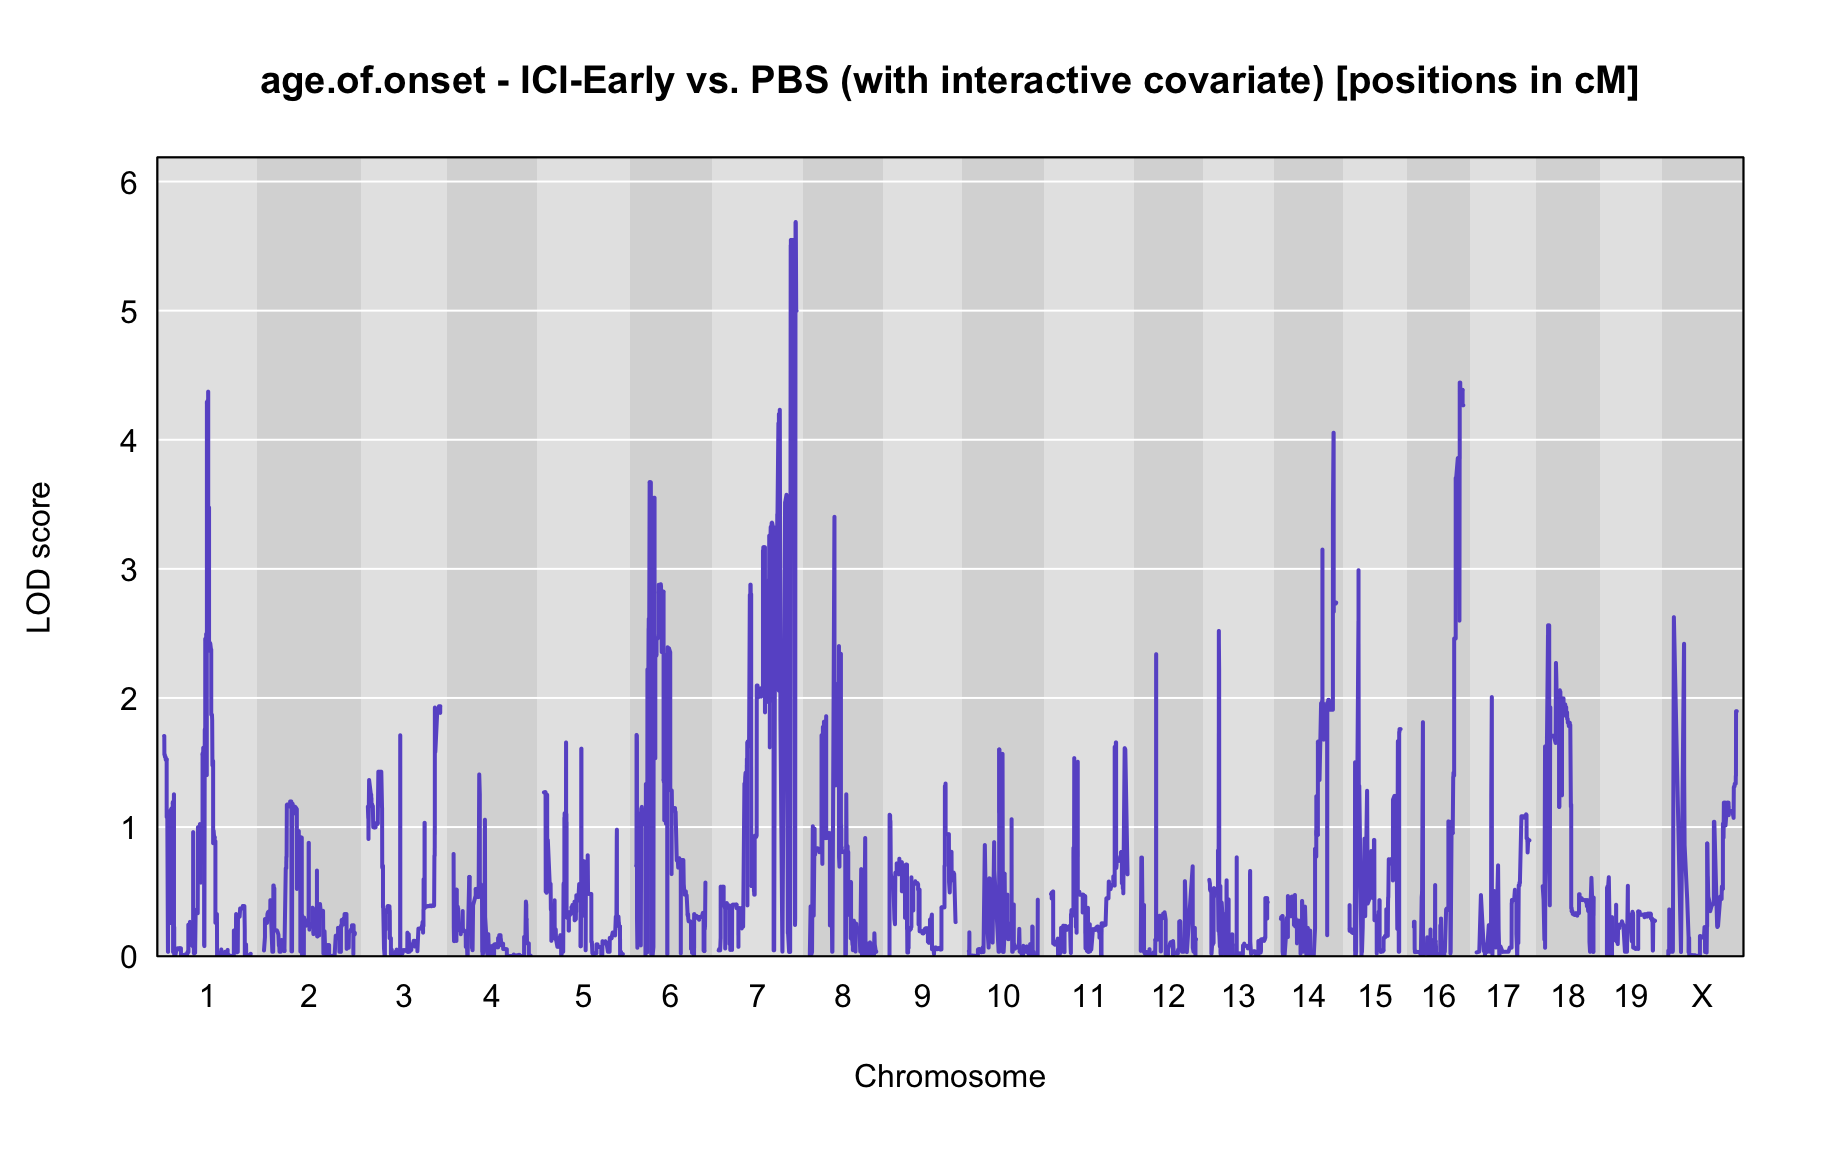 age.of.onset - ICI-Early vs. PBS (with interactive covariate) [positions in cM]
6
5
4
3
2
1
0
LOD score
1 2 3 4 5 6 7 8 9 10 11 12 13 14 15 16 17 18 19 X
Chromosome